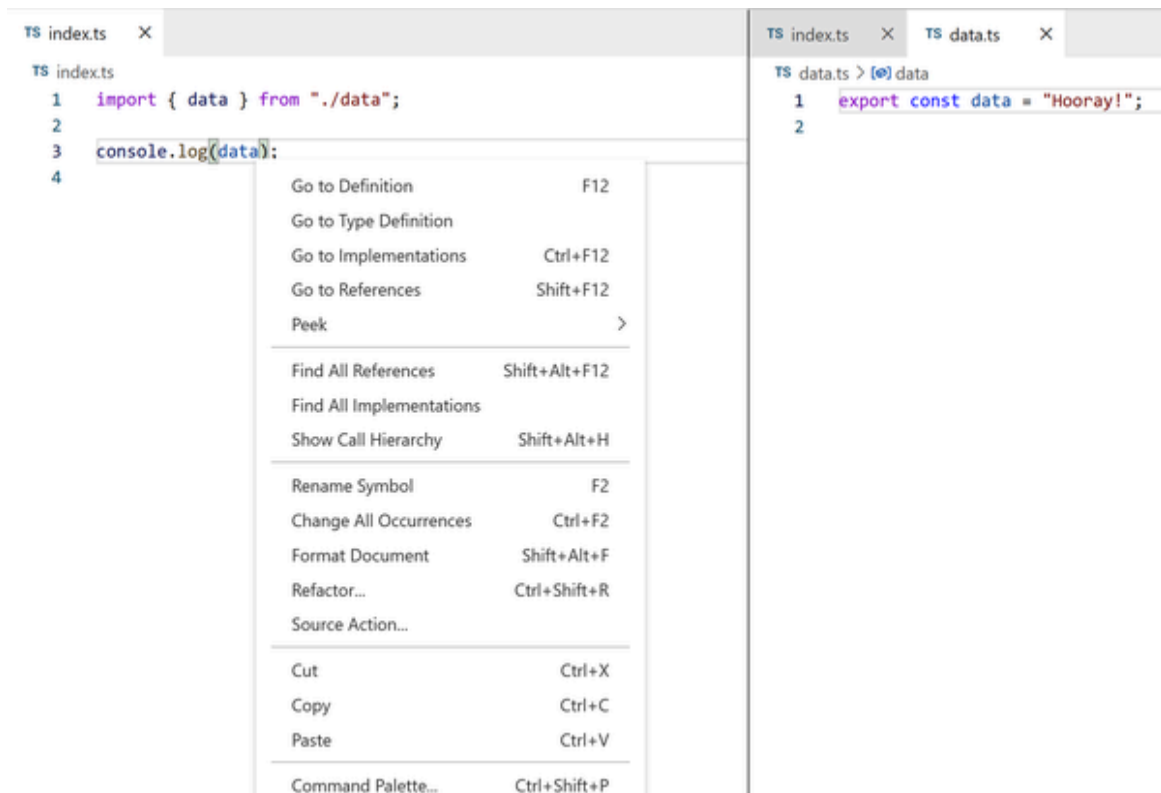 TS index.ts ×
TS index.ts
1 import { data } from "./data";
2
3 console.log(data);
4
Go to Definition F12
Go to Type Definition
Go to Implementations Ctrl+F12
Go to References Shift+F12
Peek >
Find All References Shift+Alt+F12
Find All Implementations
Show Call Hierarchy Shift+Alt+H
Rename Symbol F2
Change All Occurrences Ctrl+F2
Format Document Shift+Alt+F
Refactor... Ctrl+Shift+R
Source Action...
Cut Ctrl+X
Copy Ctrl+C
Paste Ctrl+V
Command Palette... Ctrl+Shift+P
TS index.ts × TS data.ts ×
TS data.ts > data
1 export const data = "Hooray!";
2